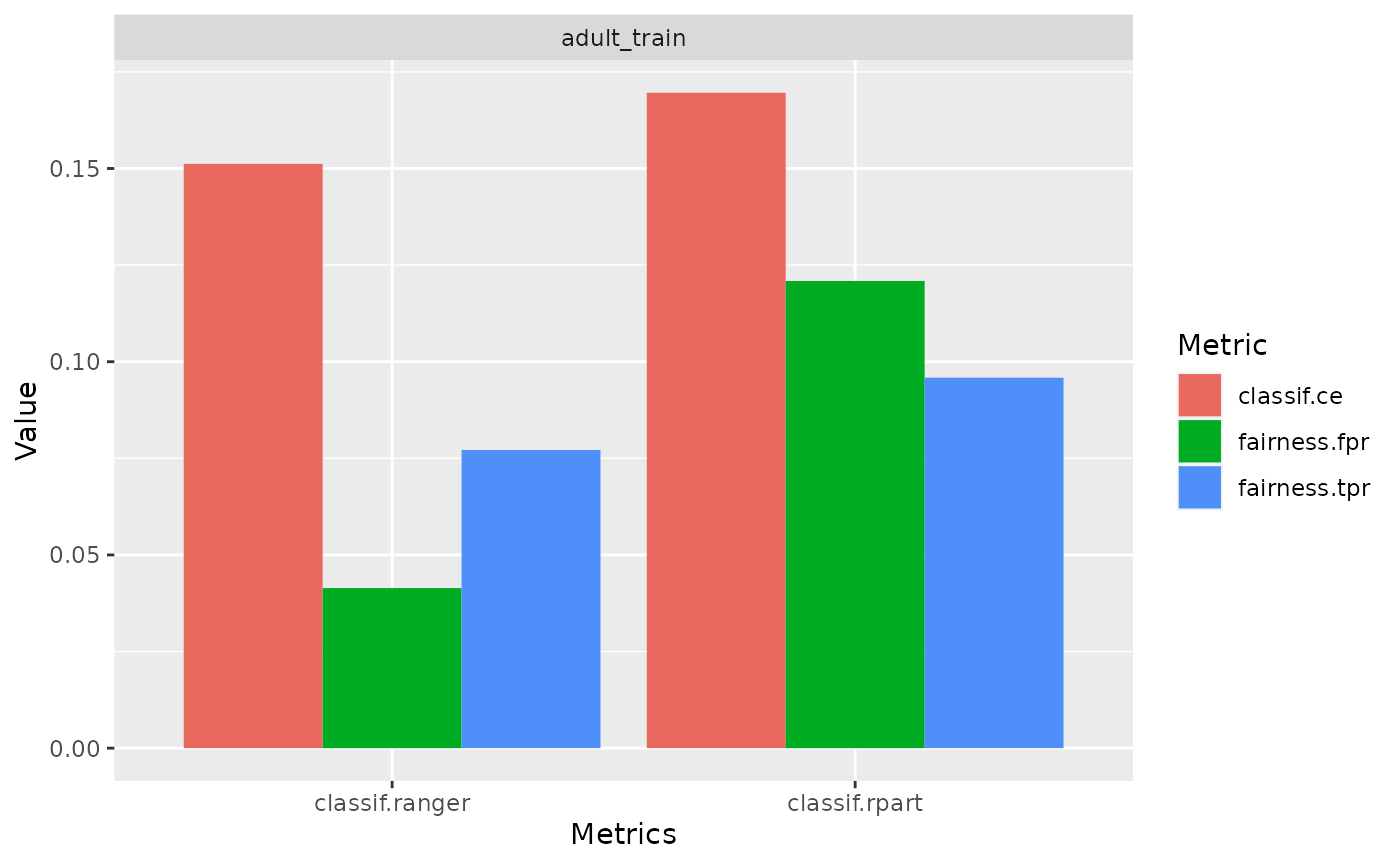 adult_train
0.15
0.10
0.05
0.00
Value
classif.ranger
classif.rpart
Metrics
Metric
classif.ce
fairness.fpr
fairness.tpr